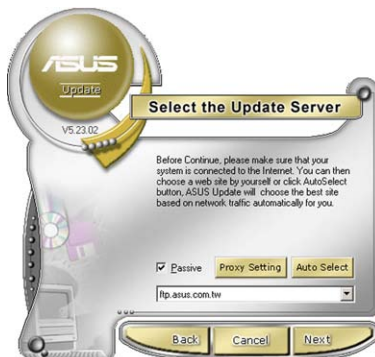 ASUS
Update
V5.23.02
Select the Update Server
Before Continue, please make sure that your
system is connected to the Internet. You can then
choose a web site by yourself or click AutoSelect
button, ASUS Update will choose the best site
based on network traffic automatically for you.
Passive
Proxy Setting
Auto Select
ftp.asus.com.tw
Back
Cancel
Next